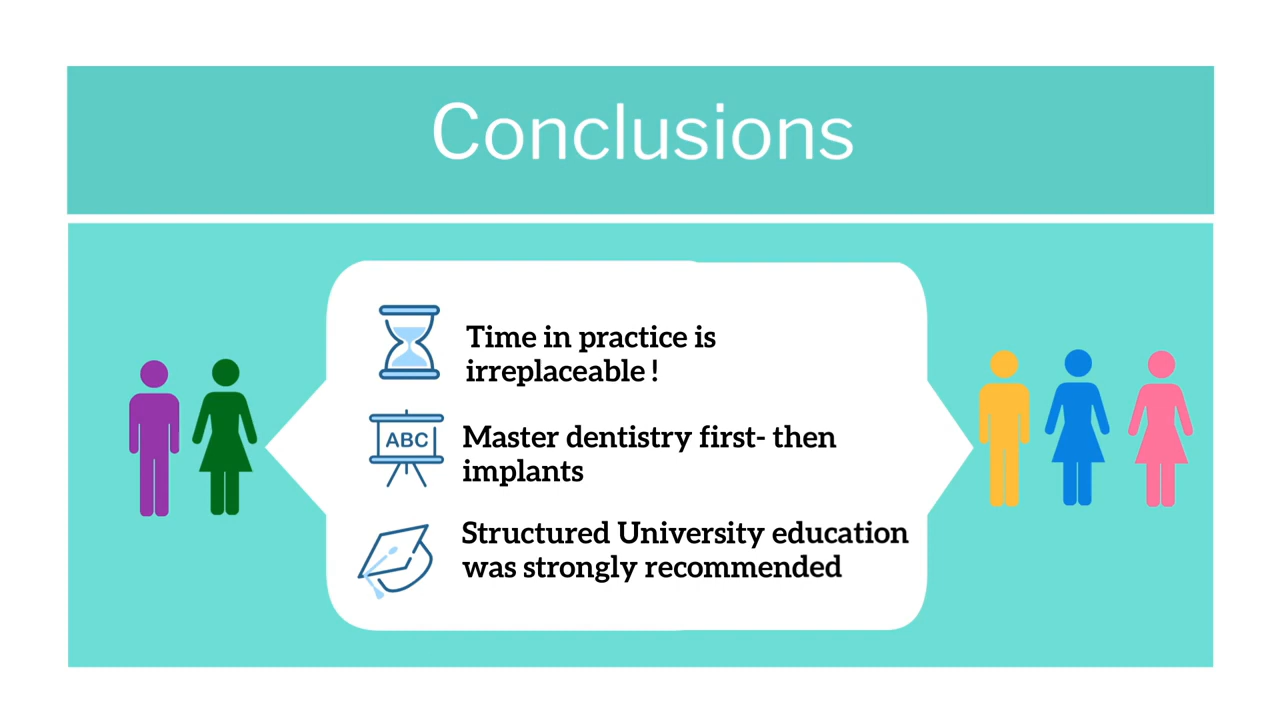 Conclusions
Time in practice is
irreplaceable !
ABC
Master dentistry first- then
implants
Structured University education
was strongly recommended